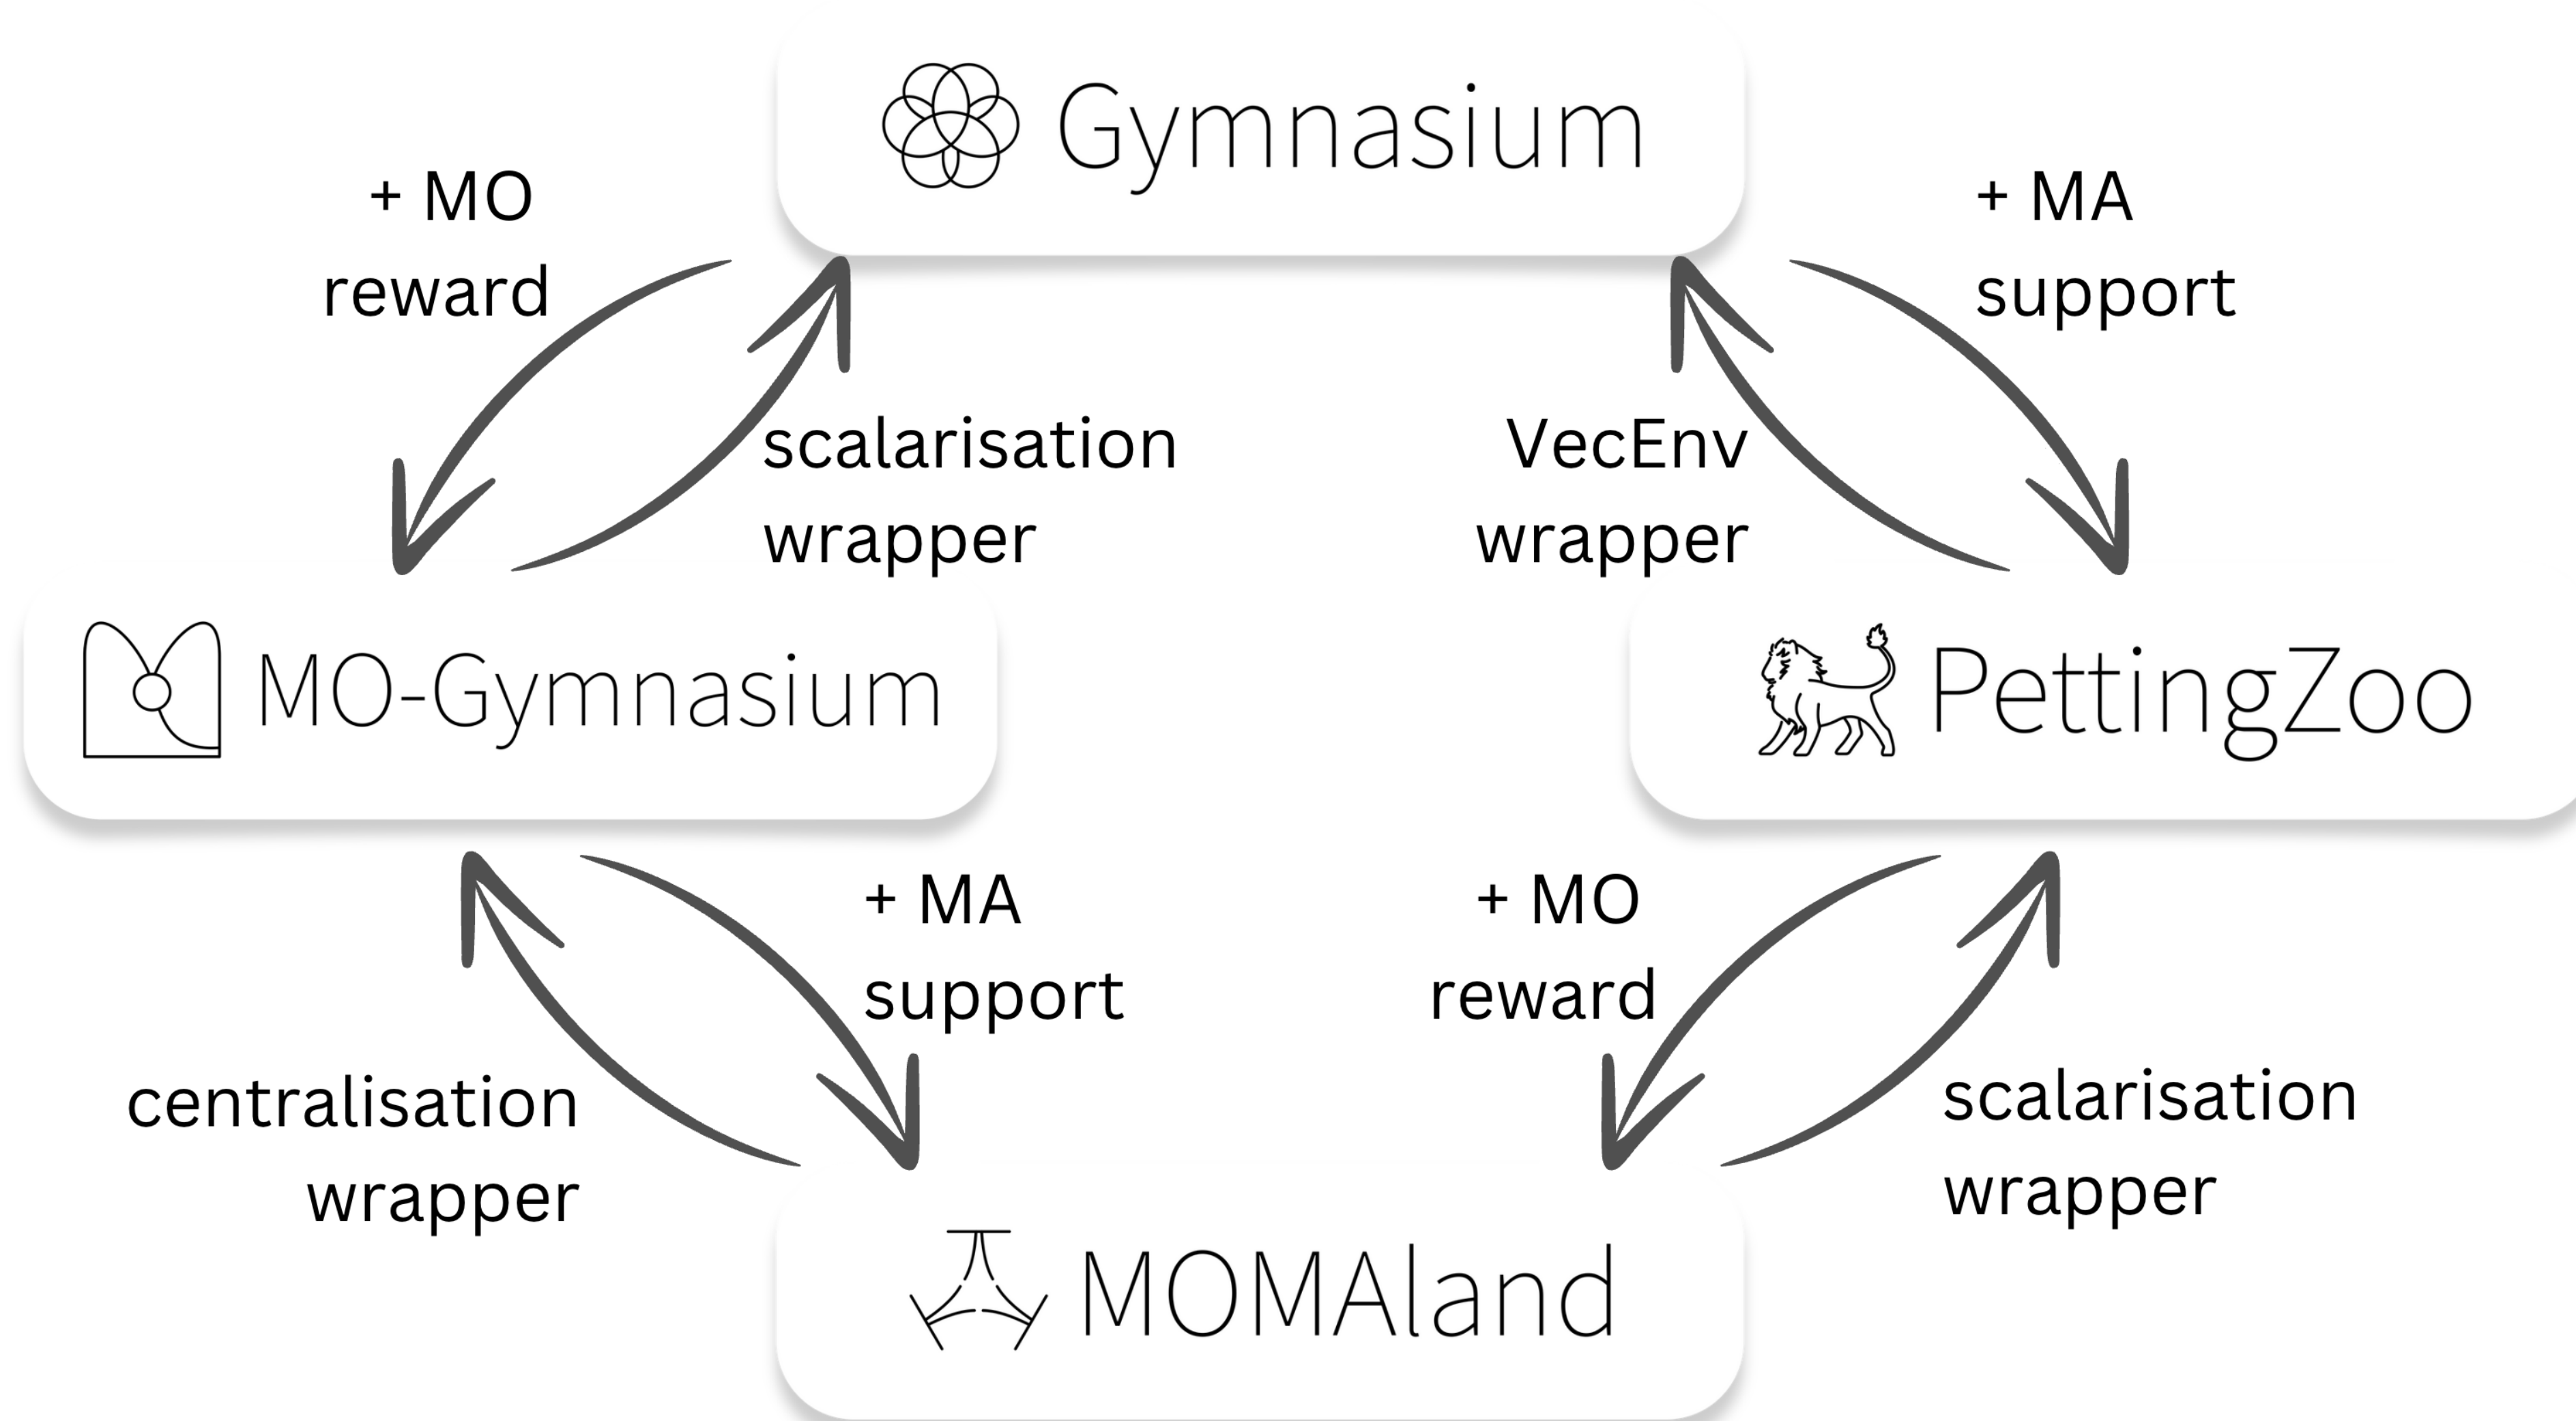 Gymnasium
+ MO
reward
+ MA
support
scalarisation
wrapper
VecEnv
wrapper
MO-Gymnasium
PettingZoo
+ MA
support
+ MO
reward
centralisation
wrapper
scalarisation
wrapper
MOMAland